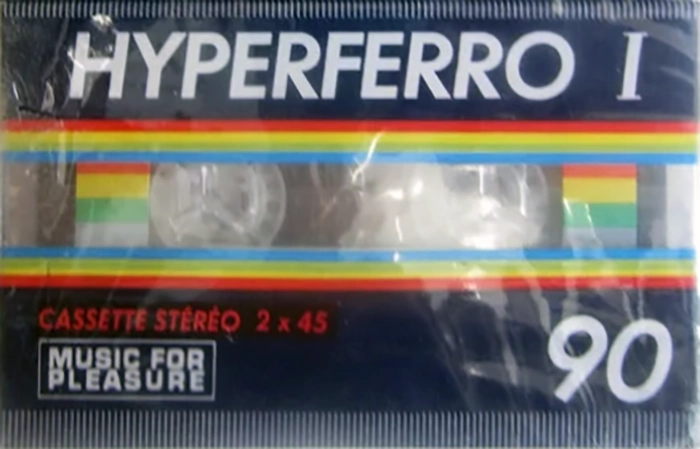 HYPERFERRO I
CASSETTE STÉRÉO 2 x 45
MUSIC FOR
PLEASURE
90